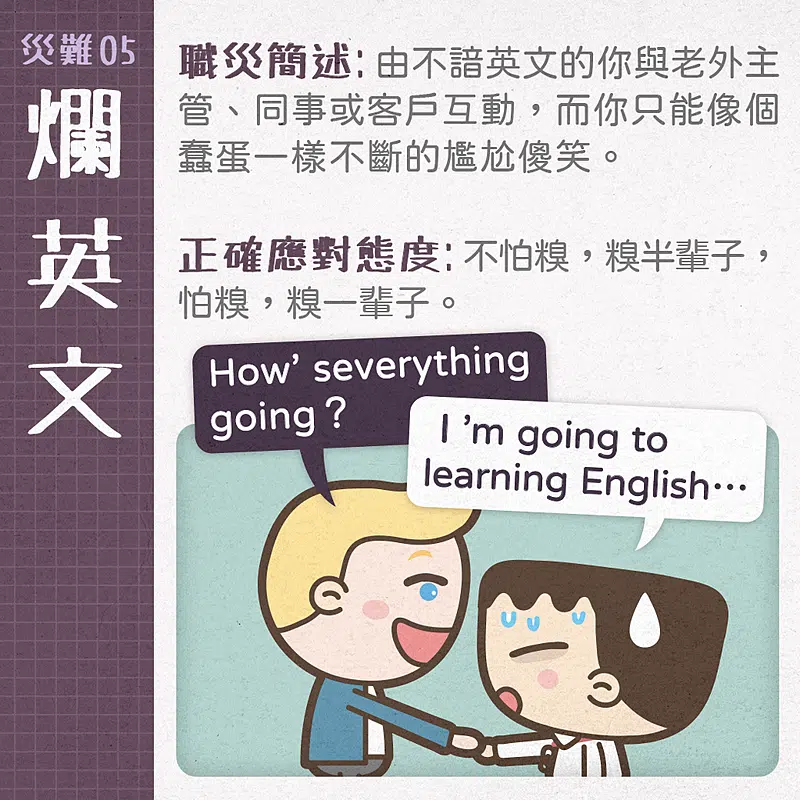 災難05
爛英文
職災簡述:由不諳英文的你與老外主
管、同事或客戶互動,而你只能像個
蠢蛋一樣不斷的尷尬傻笑。
正確應對態度:不怕糗,糗半輩子,
怕糗,糗一輩子。
How’ severything
going?
I ’m going to
learning English…